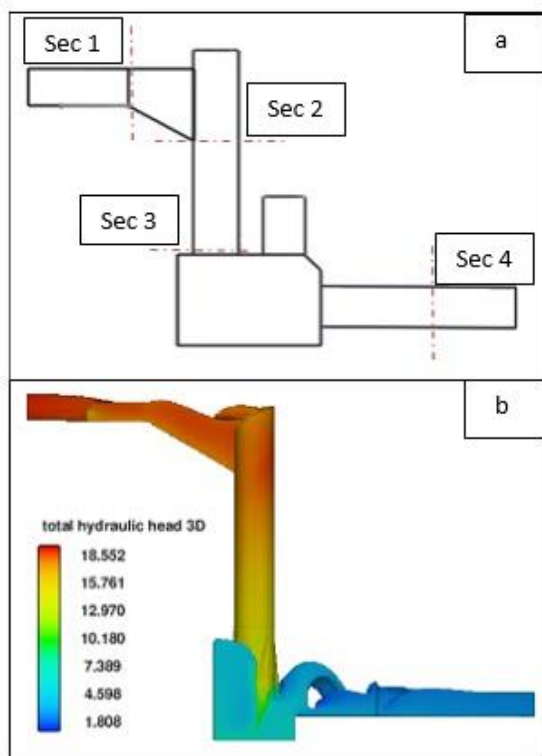 Sec 1
a
Sec 2
Sec 3
Sec 4
b
total hydraulic head 3D
18.552
15.761
12.970
10.180
7.389
4.598
1.808